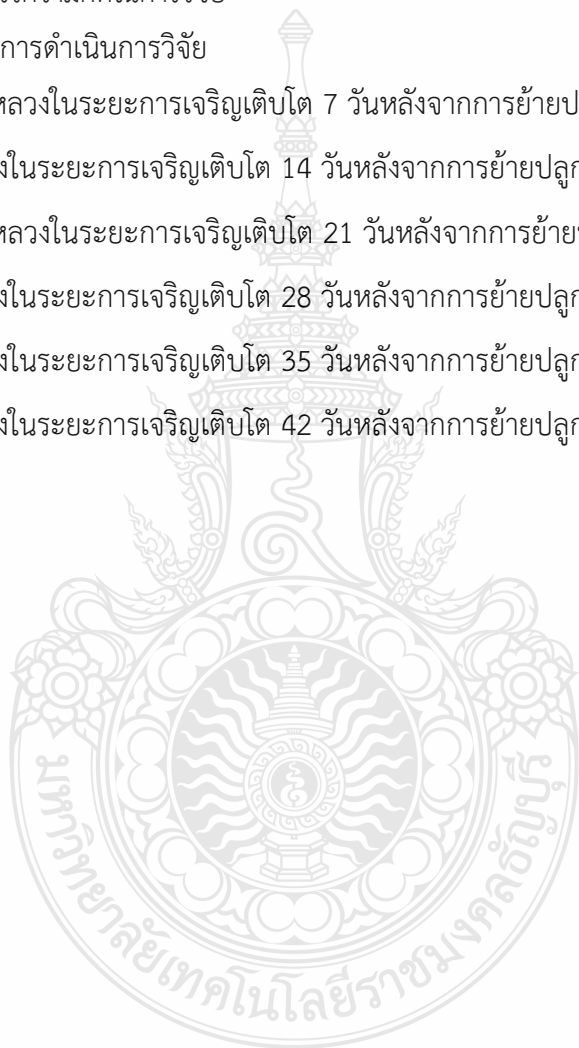 การดำเนินการวิจัย
หลวงในระยะการเจริญเติบโต 7 วันหลังจากการย้าย
งในระยะการเจริญเติบโต 14 วันหลังจากการย้ายปลูก
หลวงในระยะการเจริญเติบโต 21 วันหลังจากการย้าย
งในระยะการเจริญเติบโต 28 วันหลังจากการย้ายปลูก
งในระยะการเจริญเติบโต 35 วันหลังจากการย้ายปลูก
งในระยะการเจริญเติบโต 42 วันหลังจากการย้ายปลูก
มหาวิทยาลัยเทคโนโลยีราชมงคลธัญบุรี